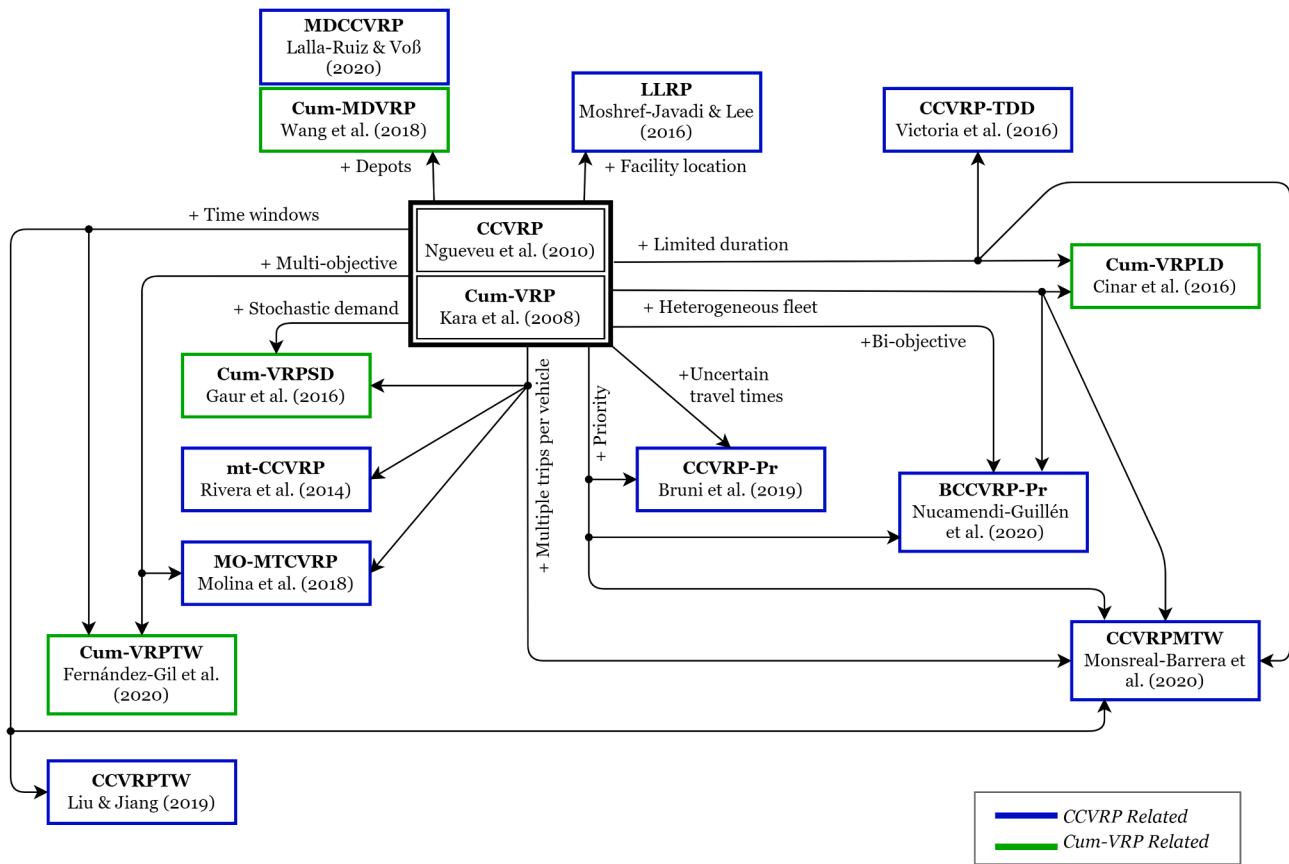 MDCCVRP
Lalla-Ruiz & Voß
(2020)
Cum-MDVRP
Wang et al. (2018)
LLRP
Moshref-Javadi & Lee
(2016)
CCVRP-TDD
Victoria et al. (2016)
+ Depots
+ Facility location
+ Time windows
CCVRP
Ngueveu et al. (2010)
+ Limited duration
+ Multi-objective
Cum-VRP
Kara et al. (2008)
Cum-VRPLD
Cinar et al. (2016)
+ Stochastic demand
+ Heterogeneous fleet
+Bi-objective
Cum-VRPSD
Gaur et al. (2016)
+ Multiple trips per vehicle
+ Priority
+Uncertain
travel times
mt-CCVRP
Rivera et al. (2014)
CCVRP-Pr
Bruni et al. (2019)
BCCVRP-Pr
Nucamendi-Guillén
et al. (2020)
MO-MTCVRP
Molina et al. (2018)
Cum-VRPTW
Fernández-Gil et al.
(2020)
CCVRPMTW
Monsreal-Barrera et
al. (2020)
CCVRPTW
Liu & Jiang (2019)
CCVRP Related
Cum-VRP Related